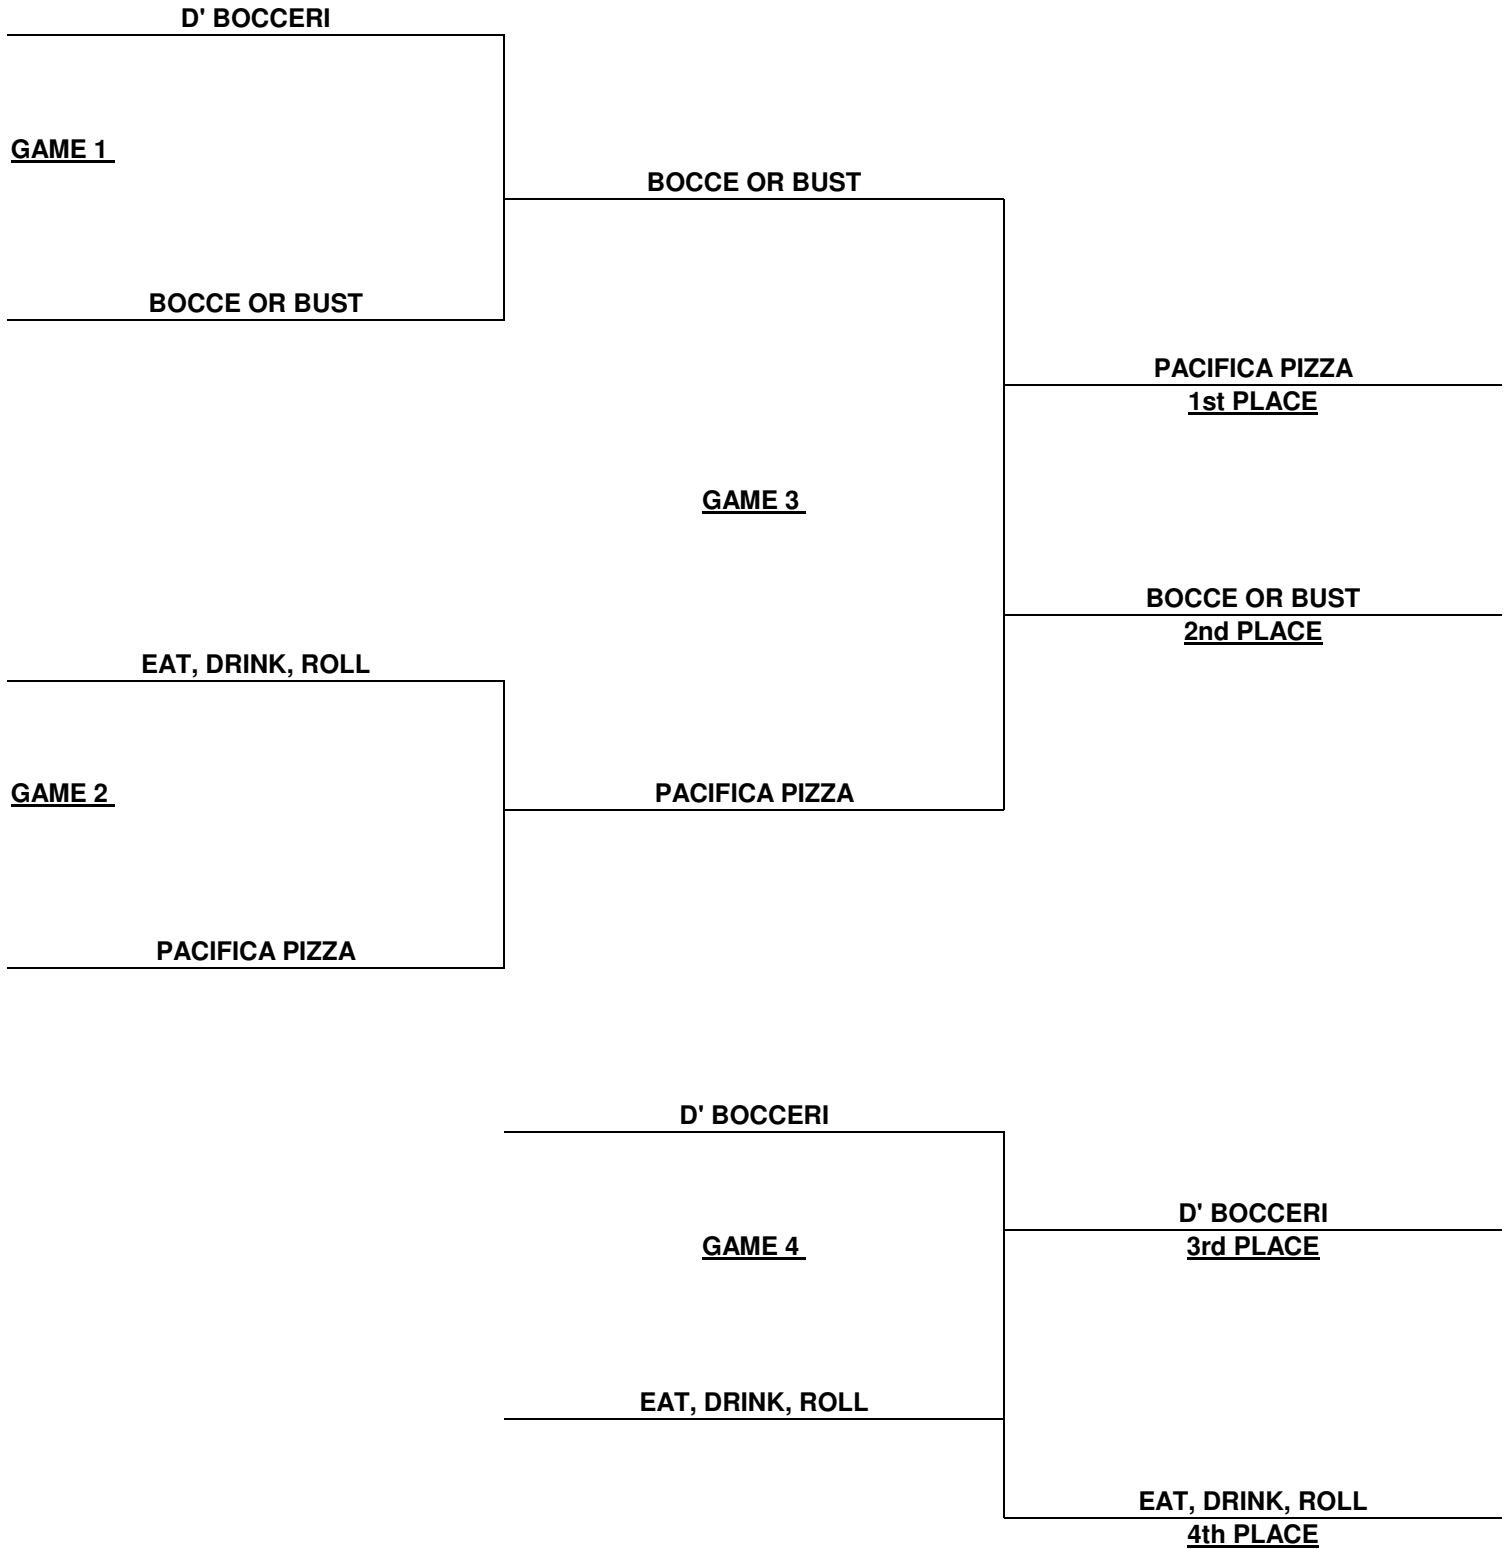 D' BOCCERI
GAME 1
BOCCE OR BUST
BOCCE OR BUST
PACIFICA PIZZA
1st PLACE
GAME 3
BOCCE OR BUST
2nd PLACE
EAT, DRINK, ROLL
GAME 2
PACIFICA PIZZA
PACIFICA PIZZA
D' BOCCERI
D' BOCCERI
GAME 4
3rd PLACE
EAT, DRINK, ROLL
EAT, DRINK, ROLL
4th PLACE